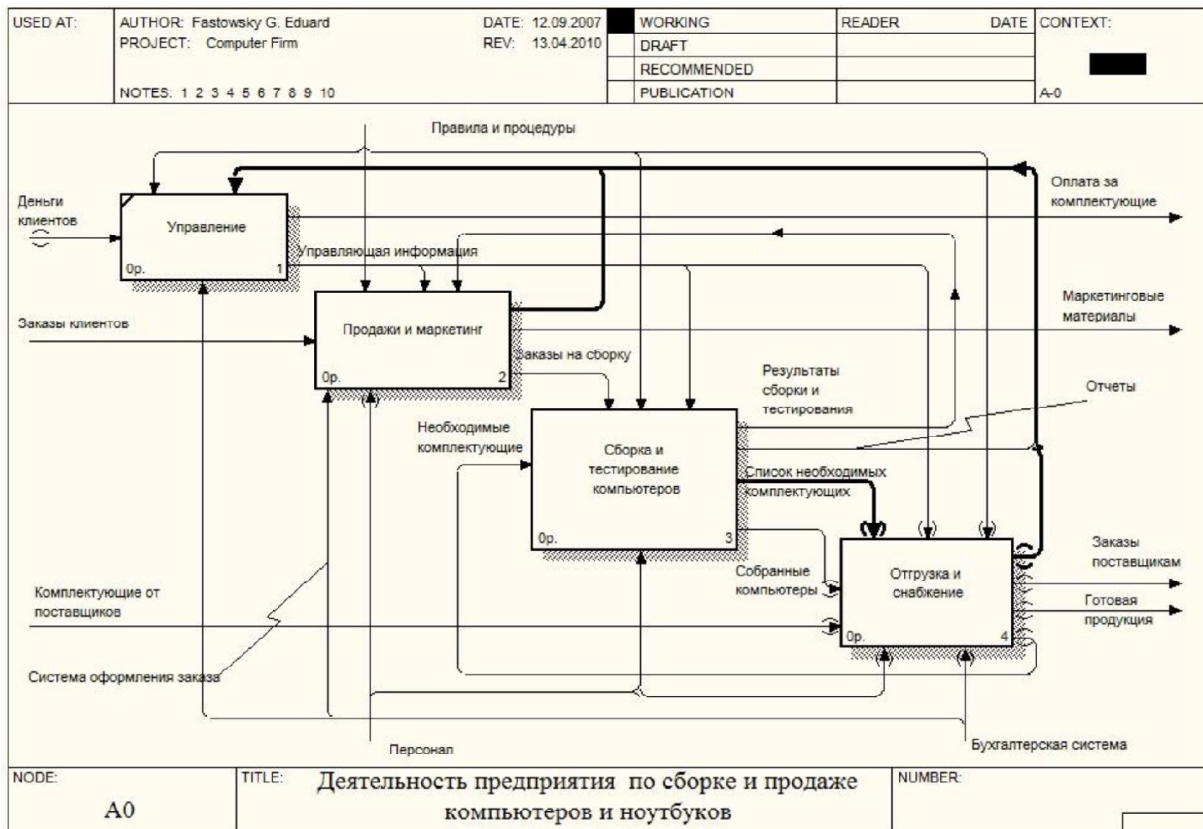 USED AT:
AUTHOR: Fastowsky G. Eduard
DATE: 12.09.2007
PROJECT: Computer Firm
REV: 13.04.2010
NOTES: 1 2 3 4 5 6 7 8 9 10
WORKING
DRAFT
RECOMMENDED
PUBLICATION
READER
DATE
CONTEXT:
A-0
Правила и процедуры
Деньги
клиентов
Управление
0р.
1
Оплата за
комплектующие
Управляющая информация
Заказы клиентов
Продажи и маркетинг
0р.
2
Маркетинговые
материалы
Заказы на сборку
Результаты
сборки и
тестирования
Отчеты
Необходимые
комплектующие
Сборка и
тестирование
компьютеров
0р.
3
Список необходимых
комплектующих
Собранные
компьютеры
Отгрузка и
снабжение
0р.
4
Заказы
поставщикам
Готовая
продукция
Комплектующие от
поставщиков
Система оформления заказа
Персонал
Бухгалтерская система
NODE:
A0
TITLE:
Деятельность предприятия по сборке и продаже
компьютеров и ноутбуков
NUMBER: